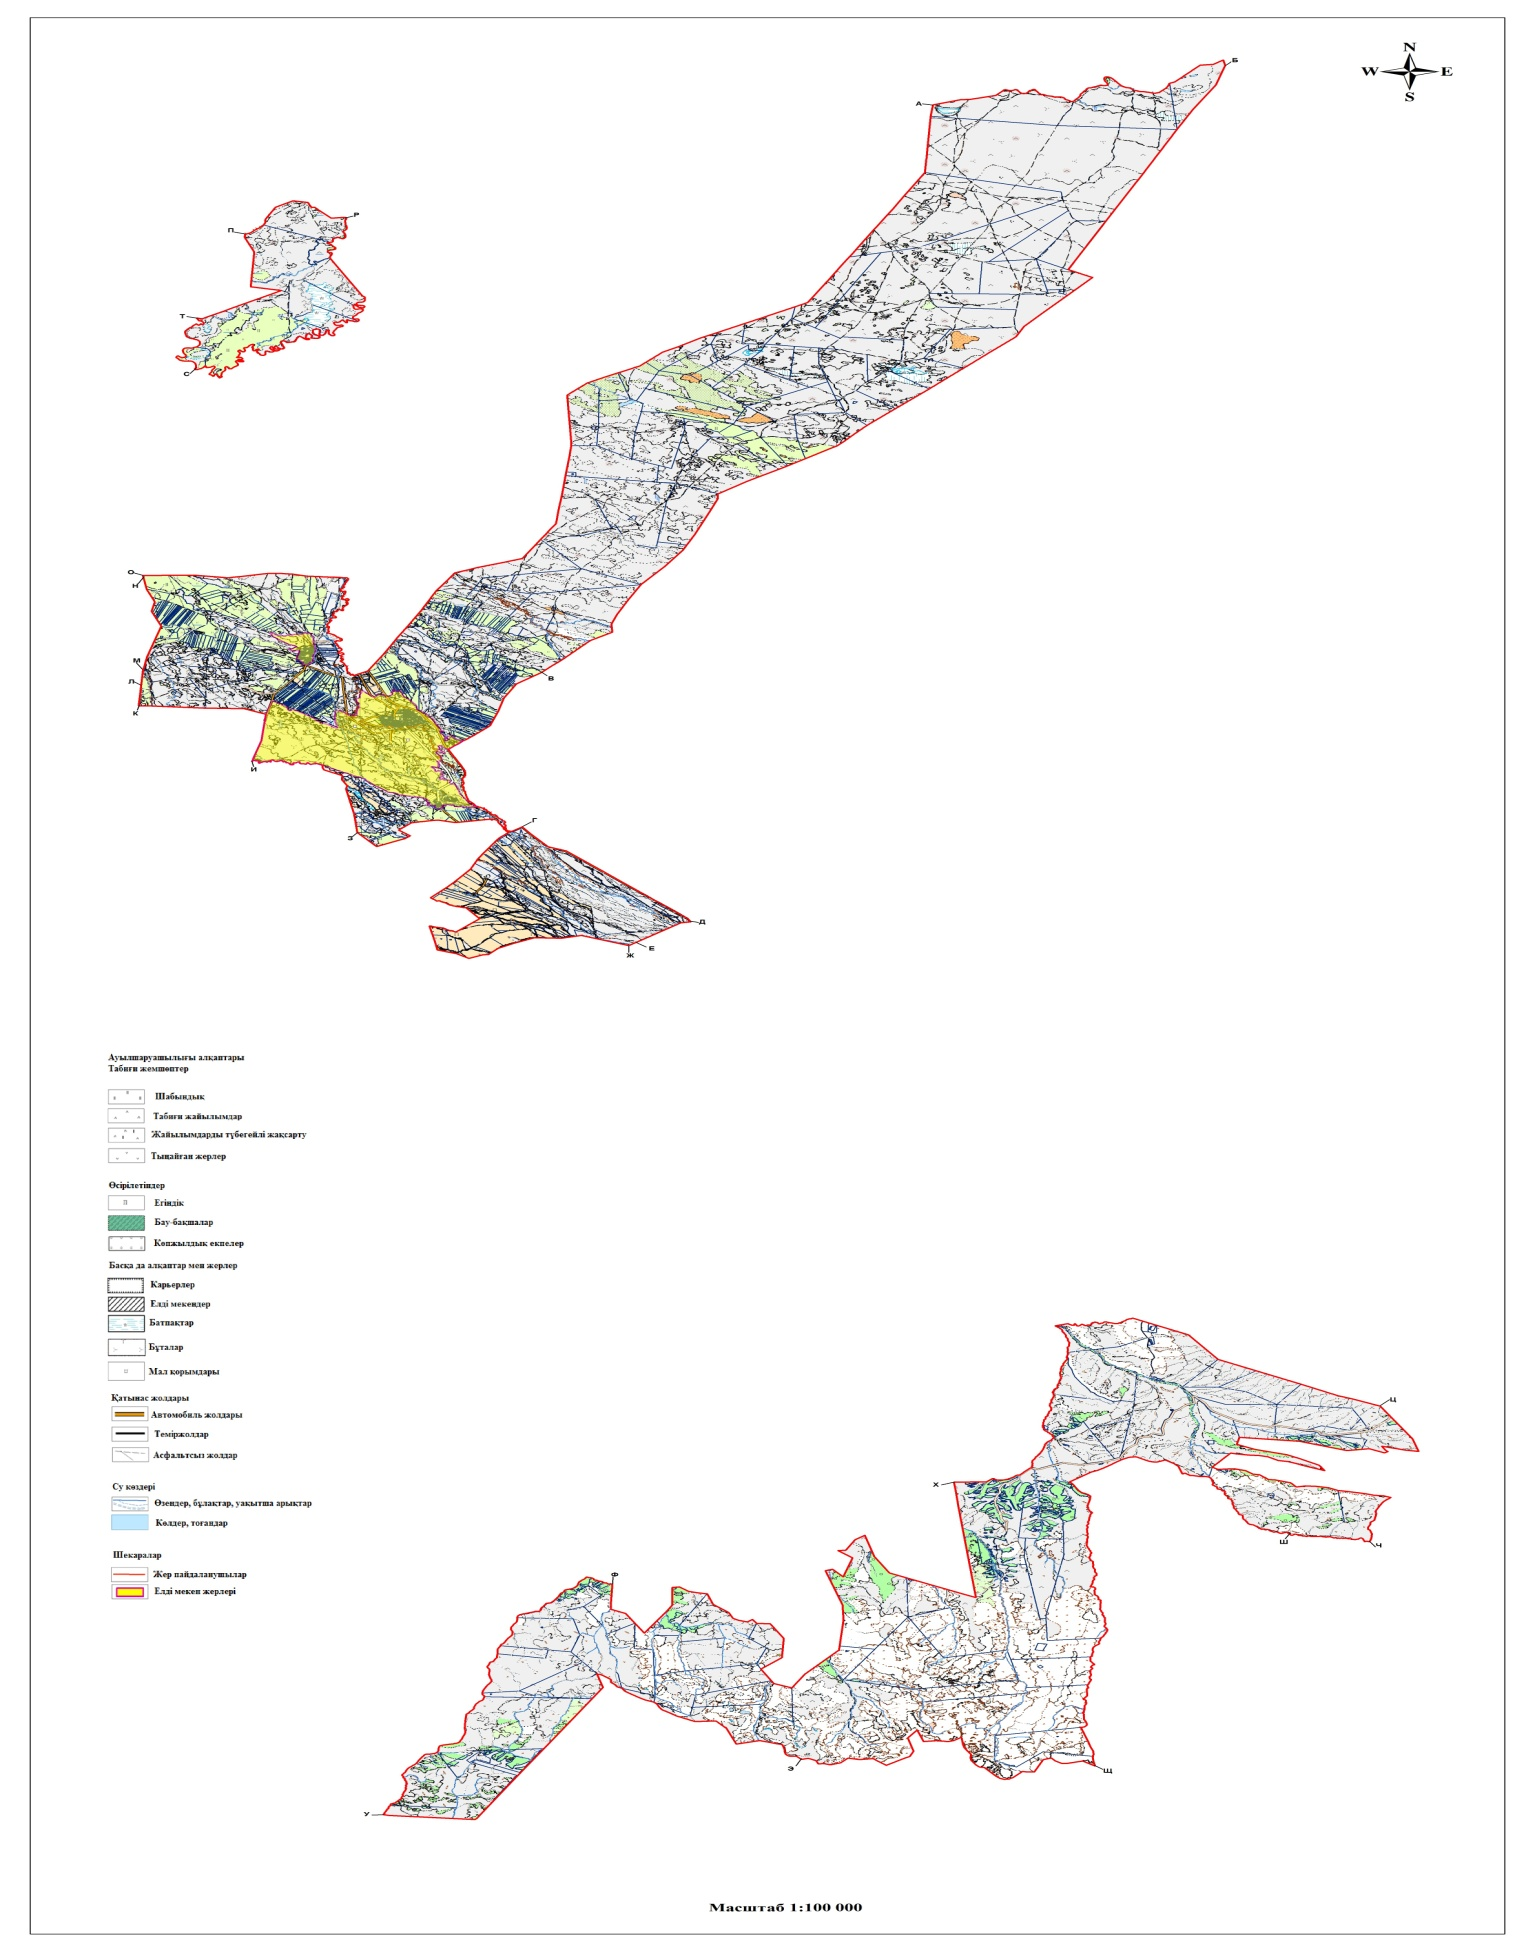 N
W E
S
Б
А
Р
П
Т
С
О
Н
М
Л
К
В
И
З
Г
Д
Е
Ж
Ауылшаруашылығы алқаптары
Табиғи жемшөптер
Шабындық
Табиғи жайылымдар
Жайылымдарды түбегейлі жақсарту
Тыңайған жерлер
Өсірілетіндер
Егіндік
Бау-бақшалар
Көпжылдық екпелер
Басқа да алқаптар мен жерлер
Карьерлер
Елді мекендер
Батпақтар
Бұталар
Мал қорымдары
Қатынас жолдары
Автомобиль жолдары
Теміржолдар
Асфальтсыз жолдар
Су көздері
Өзендер, бұлақтар, уақытша арықтар
Көлдер, тоғандар
Шекаралар
Жер пайдаланушылар
Елді мекен жерлері
Ц
Х
Ш
Ч
Ф
Э
Щ
У
Масштаб 1:100 000